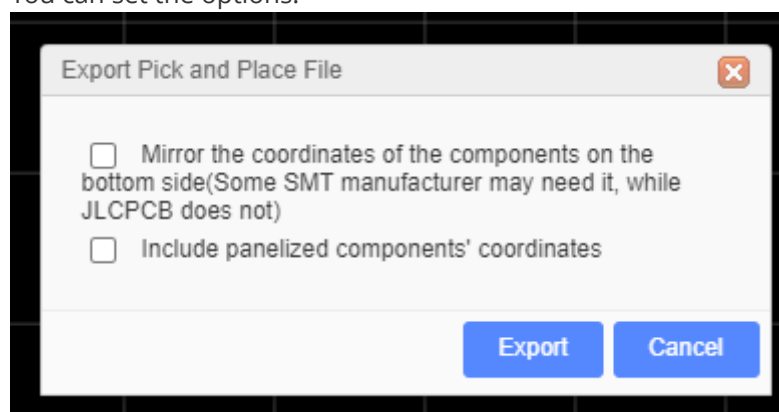 You can set the options:
Export Pick and Place File
Mirror the coordinates of the components on the
bottom side(Some SMT manufacturer may need it, while
JLCPCB does not)
Include panelized components' coordinates
Export
Cancel